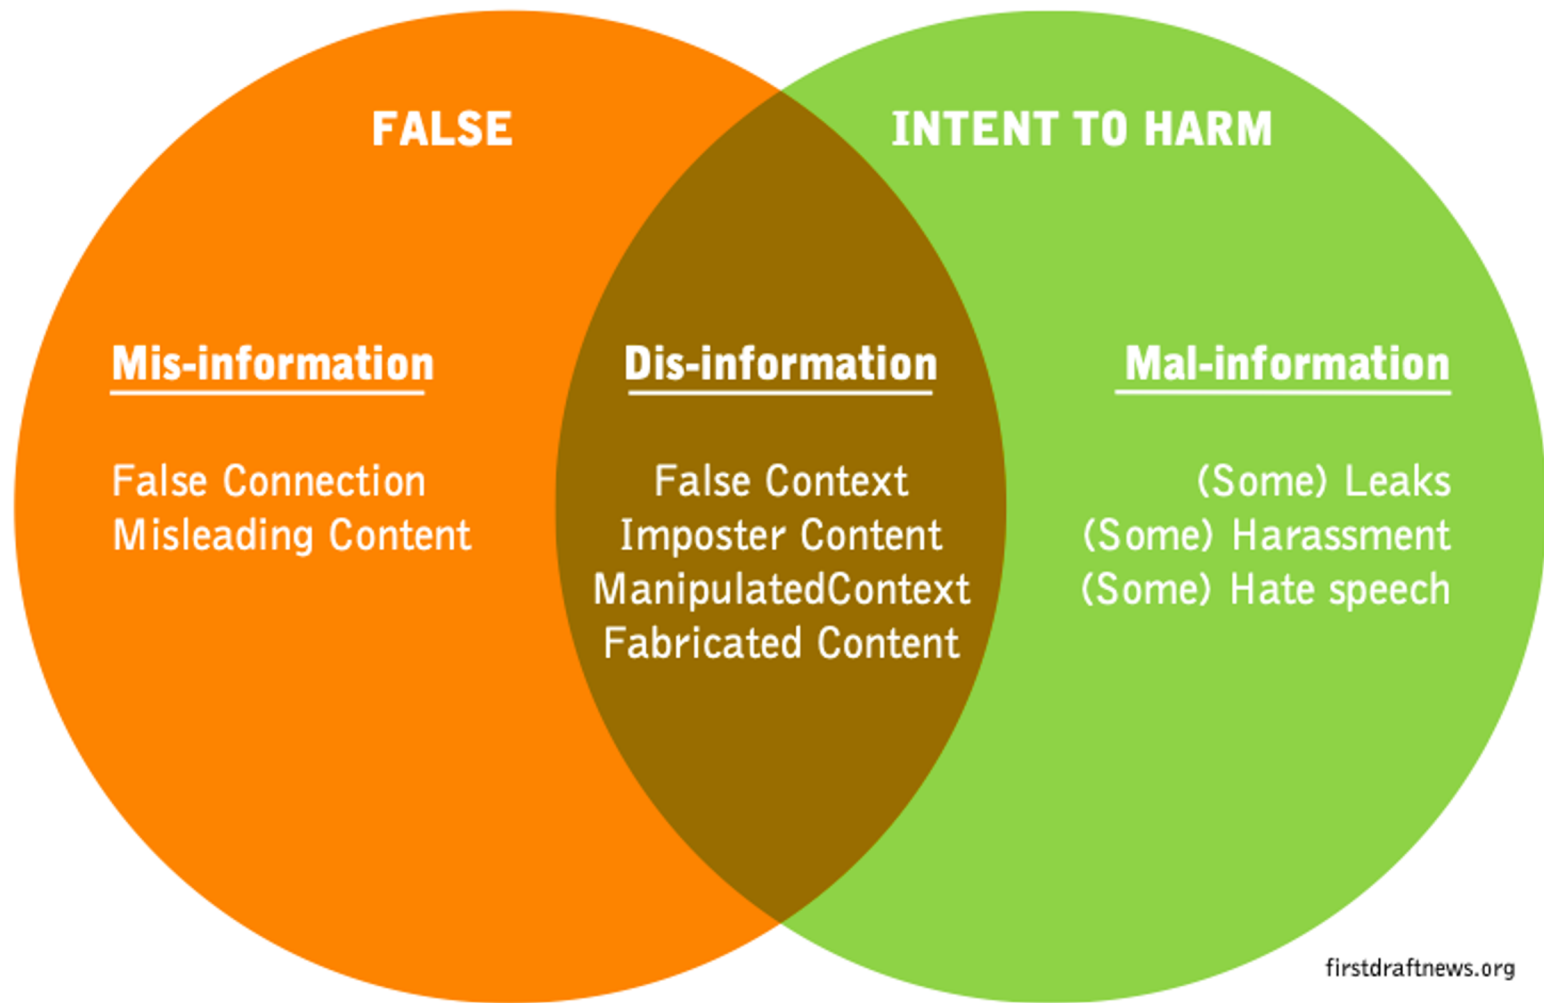 FALSE
INTENT TO HARM
Mis-information
False Connection
Misleading Content
Dis-information
False Context
Imposter Content
ManipulatedContext
Fabricated Content
Mal-information
(Some) Leaks
(Some) Harassment
(Some) Hate speech
firstdraftnews.org